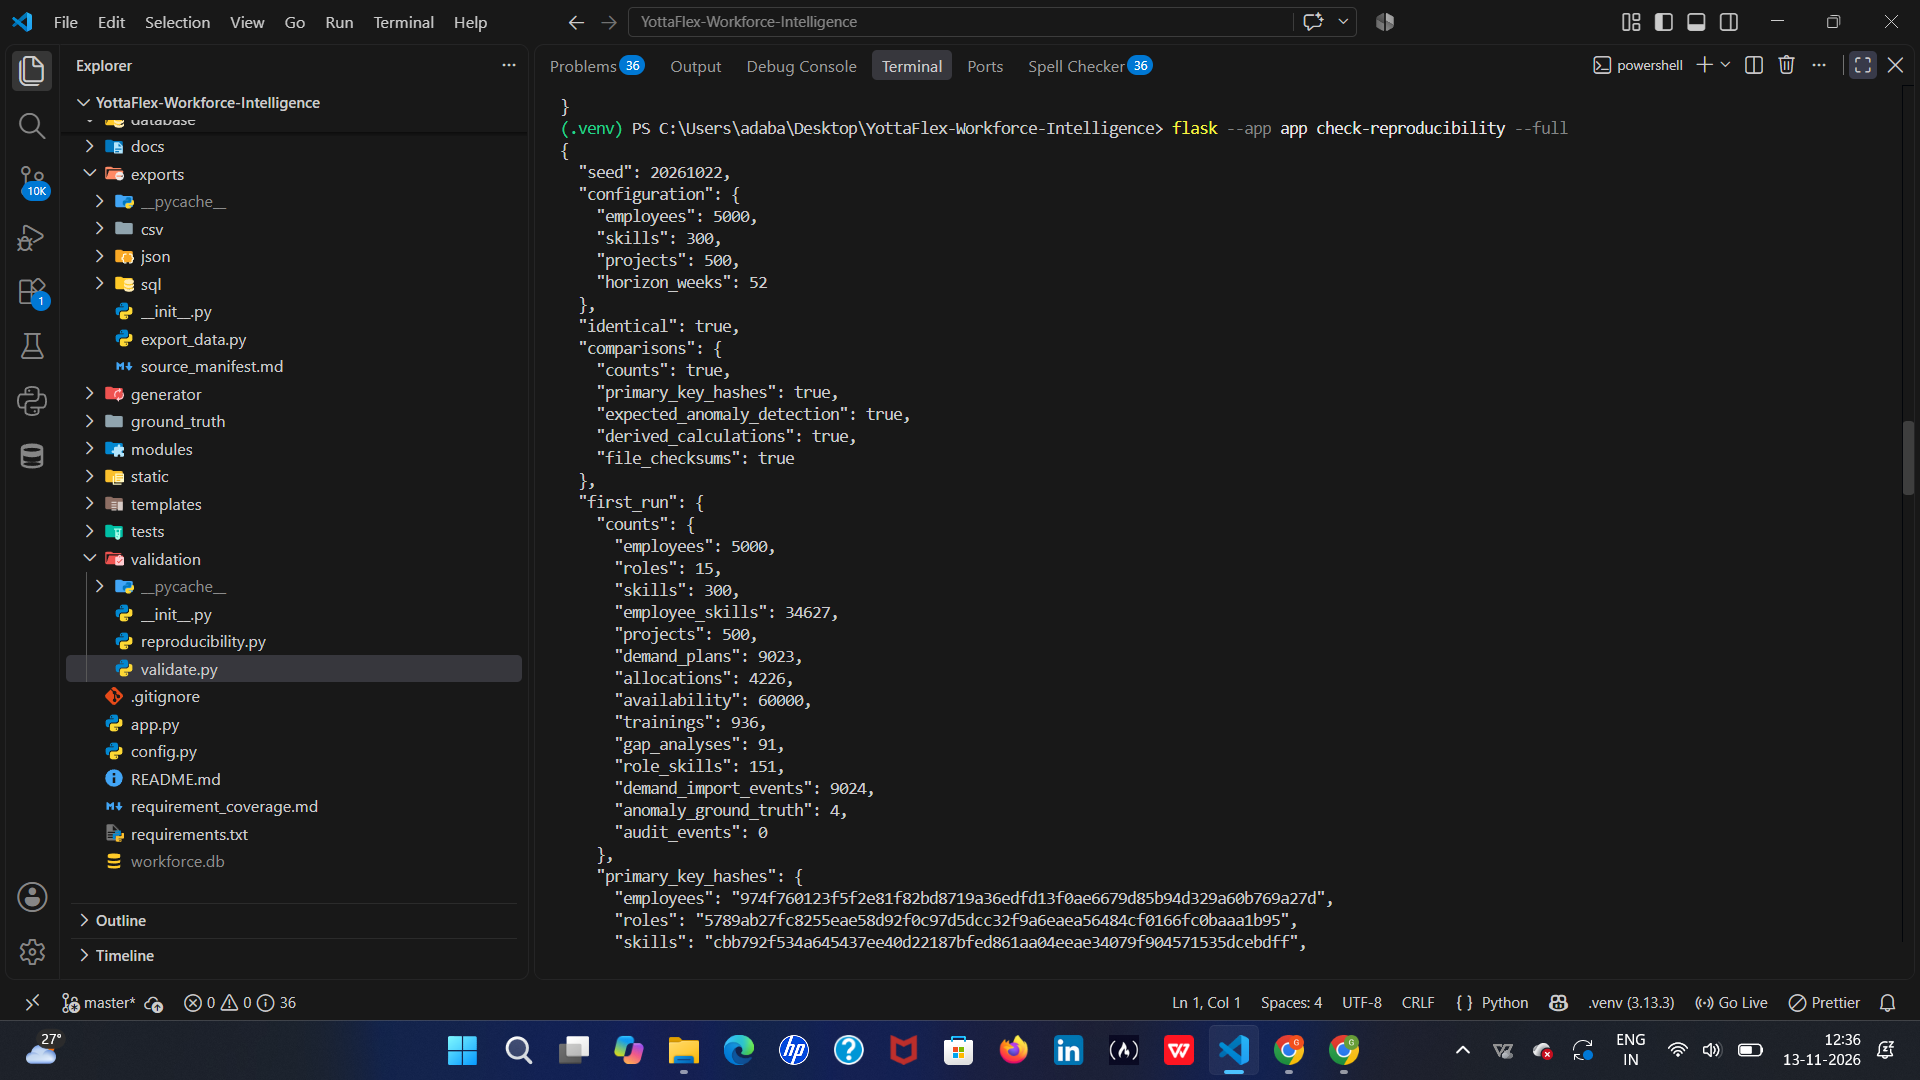 File Edit Selection View Go Run Terminal Help
YottaFlex-Workforce-Intelligence
Explorer
YottaFlex-Workforce-Intelligence
database
docs
exports
__pycache__
csv
json
sql
__init__.py
export_data.py
source_manifest.md
generator
ground_truth
modules
static
templates
tests
validation
__pycache__
__init__.py
reproducibility.py
validate.py
.gitignore
app.py
config.py
README.md
requirement_coverage.md
requirements.txt
workforce.db
Outline
Timeline
10K
1
Problems 36 Output Debug Console Terminal Ports Spell Checker 36
powershell
}
(.venv) PS C:\Users\adaba\Desktop\YottaFlex-Workforce-Intelligence> flask --app app check-reproducibility --full
{
"seed": 20261022,
"configuration": {
"employees": 5000,
"skills": 300,
"projects": 500,
"horizon_weeks": 52
},
"identical": true,
"comparisons": {
"counts": true,
"primary_key_hashes": true,
"expected_anomaly_detection": true,
"derived_calculations": true,
"file_checksums": true
},
"first_run": {
"counts": {
"employees": 5000,
"roles": 15,
"skills": 300,
"employee_skills": 34627,
"projects": 500,
"demand_plans": 9023,
"allocations": 4226,
"availability": 60000,
"trainings": 936,
"gap_analyses": 91,
"role_skills": 151,
"demand_import_events": 9024,
"anomaly_ground_truth": 4,
"audit_events": 0
},
"primary_key_hashes": {
"employees": "974f760123f5f2e81f82bd8719a36edfd13f0ae6679d85b94d329a60b769a27d",
"roles": "5789ab27fc8255eae58d92f0c97d5dcc32f9a6eaea56484cf0166fc0baaa1b95",
"skills": "cbb792f534a645437ee40d22187bfed861aa04eeae34079f904571535dcebdff",
master* 0 0 36
Ln 1, Col 1 Spaces: 4 UTF-8 CRLF { } Python .venv (3.13.3) Go Live Prettier
27°
ENG
IN
12:36
13-11-2026